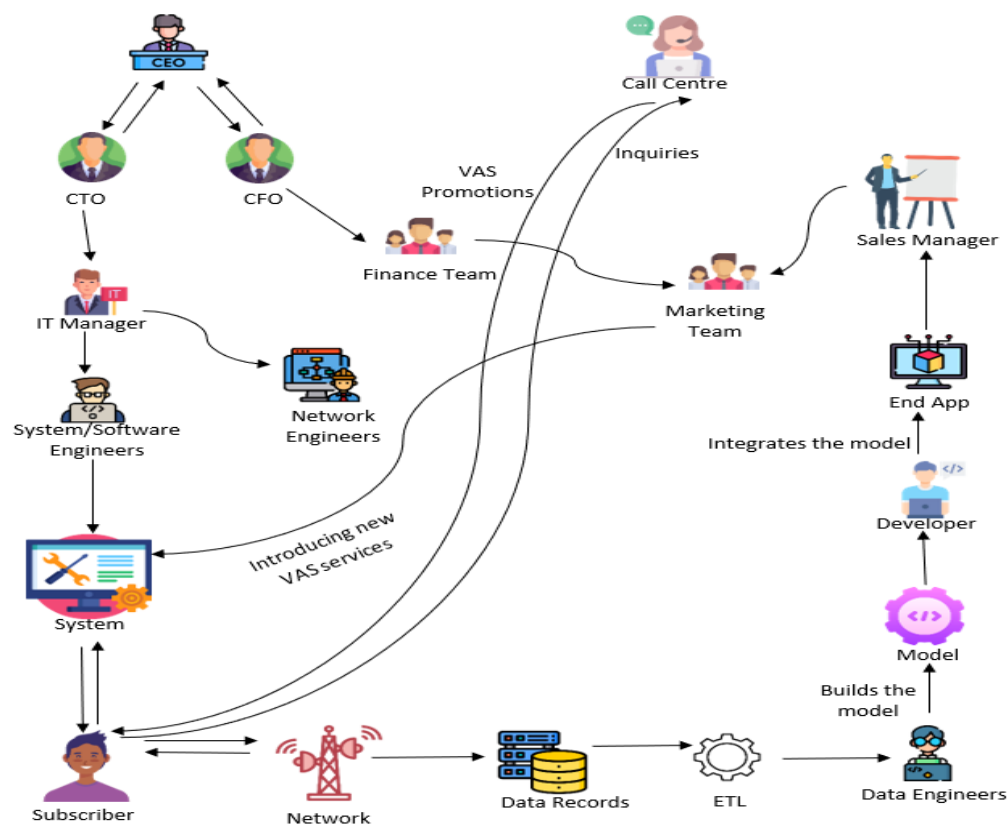 CEO
Call Centre
CTO
CFO
VAS
Promotions
Inquiries
Sales Manager
Finance Team
Marketing
Team
IT
IT Manager
Network
Engineers
System/Software
Engineers
End App
Integrates the model
Developer
Introducing new
VAS services
System
Model
Builds the
model
Subscriber
Network
Data Records
ETL
Data Engineers